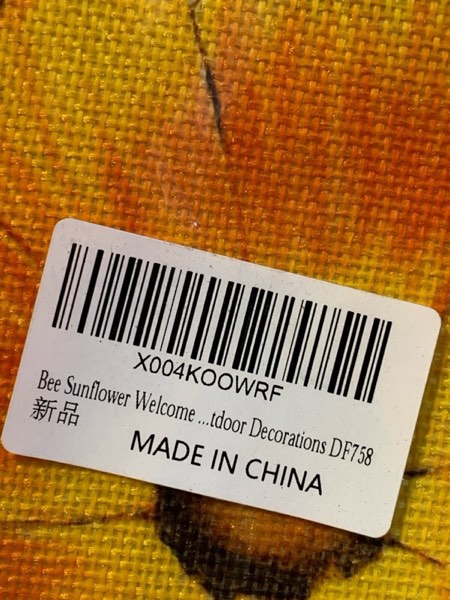 X004KOOWRF
Bee Sunflower Welcome ...tdoor Decorations DF758
新品
MADE IN CHINA